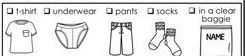 t-shirt
underwear
pants
socks
in a clear
baggie
NAME